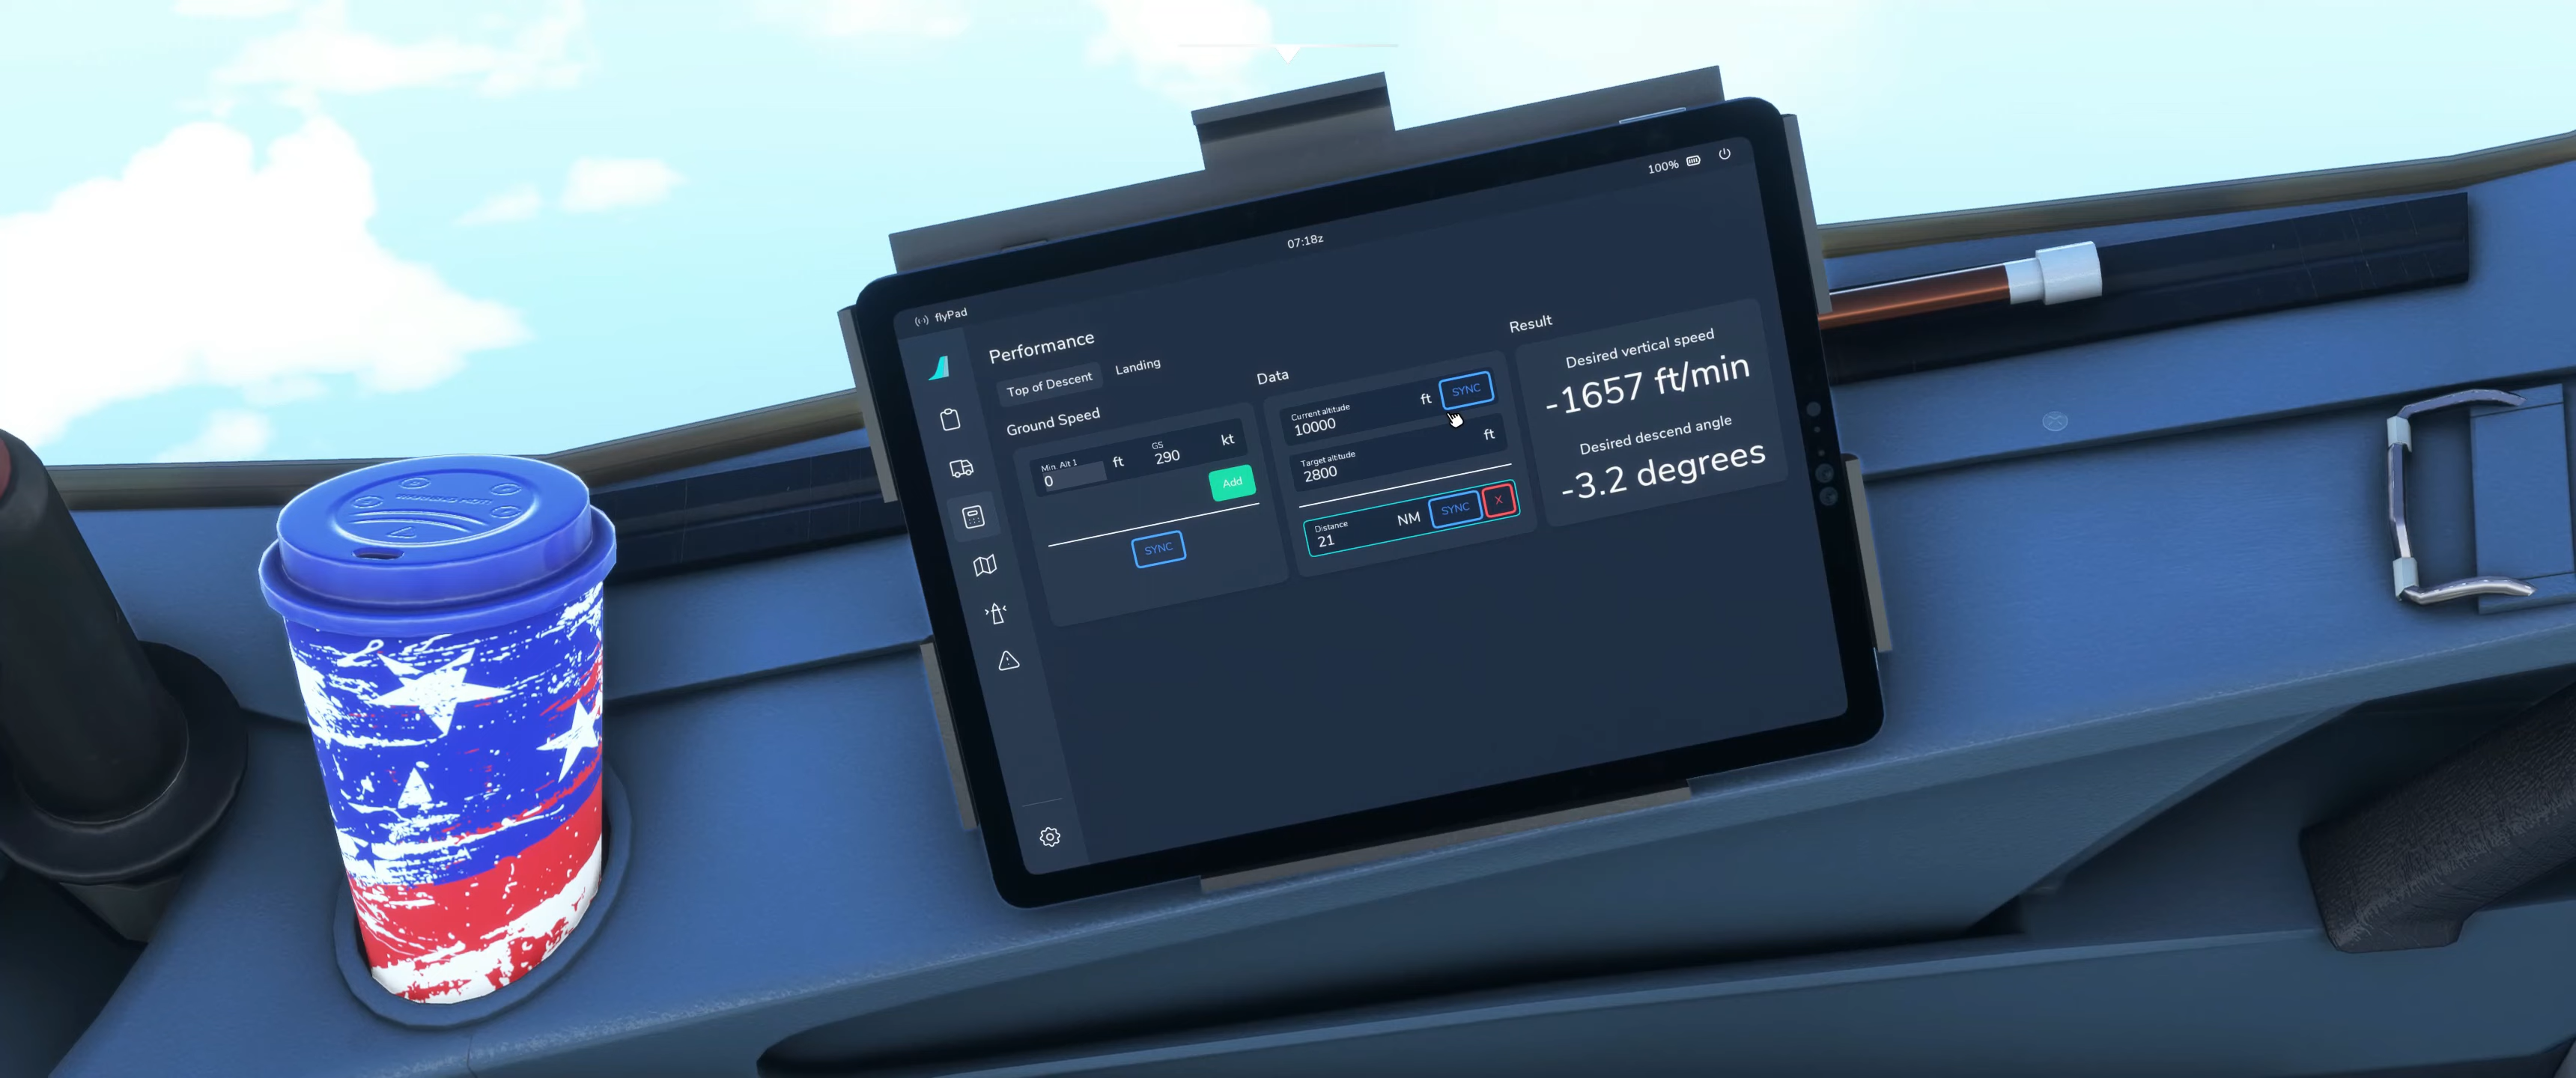 100%
07:18z
flyPad
Performance
Top of Descent
Landing
Ground Speed
Min. Alt 1
0
ft
GS
290
kt
Add
SYNC
Data
Current altitude
10000
ft
SYNC
Target altitude
2800
ft
Distance
21
NM
SYNC
X
Result
Desired vertical speed
-1657 ft/min
Desired descend angle
-3.2 degrees